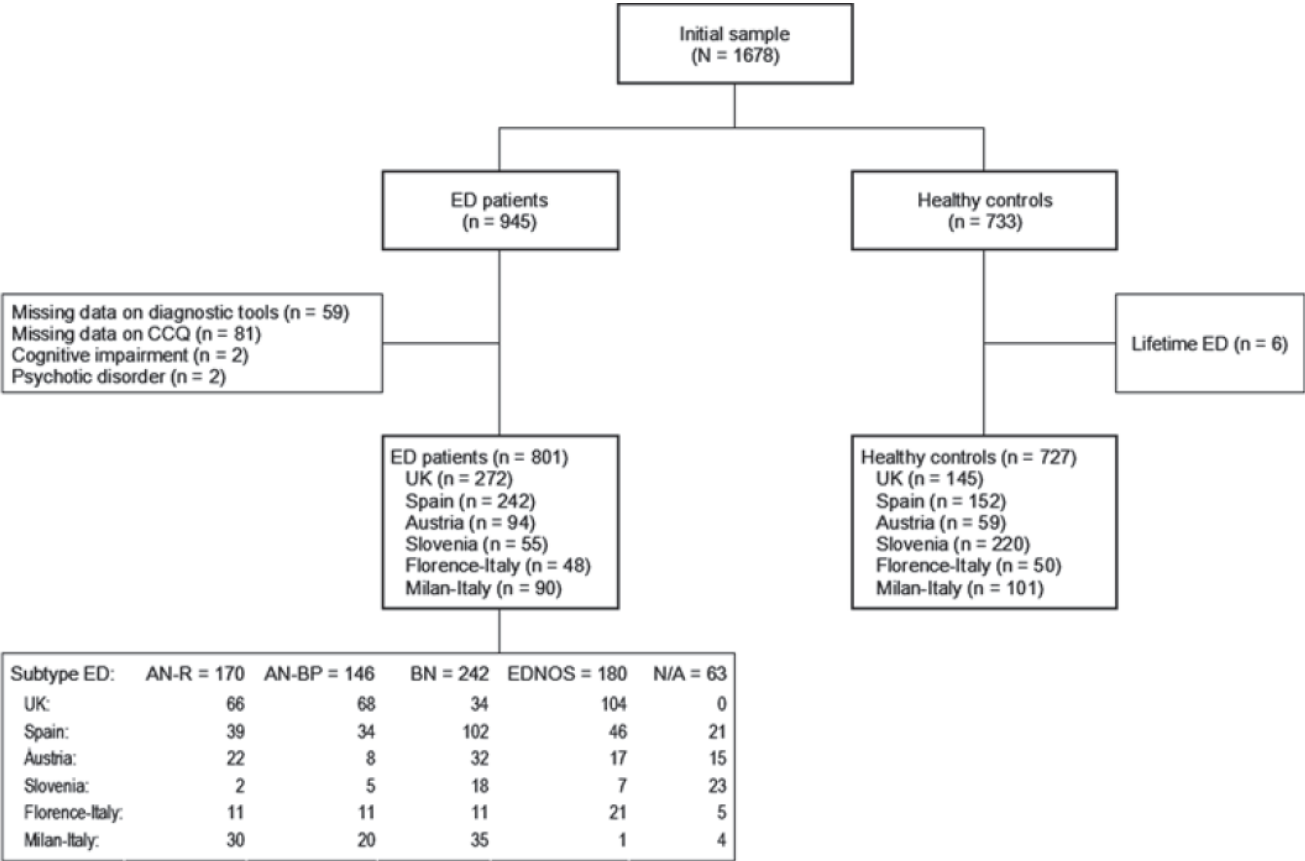 Initial sample
(N = 1678)
ED patients
(n = 945)
Healthy controls
(n = 733)
Missing data on diagnostic tools (n = 59)
Missing data on CCQ (n = 81)
Cognitive impairment (n = 2)
Psychotic disorder (n = 2)
Lifetime ED (n = 6)
ED patients (n = 801)
UK (n = 272)
Spain (n = 242)
Austria (n = 94)
Slovenia (n = 55)
Florence-Italy (n = 48)
Milan-Italy (n = 90)
Healthy controls (n = 727)
UK (n = 145)
Spain (n = 152)
Austria (n = 59)
Slovenia (n = 220)
Florence-Italy (n = 50)
Milan-Italy (n = 101)
Subtype ED: AN-R = 170 AN-BP = 146 BN = 242 EDNOS = 180 N/A = 63
UK: 66 68 34 104 0
Spain: 39 34 102 46 21
Austria: 22 8 32 17 15
Slovenia: 2 5 18 7 23
Florence-Italy: 11 11 11 21 5
Milan-Italy: 30 20 35 1 4